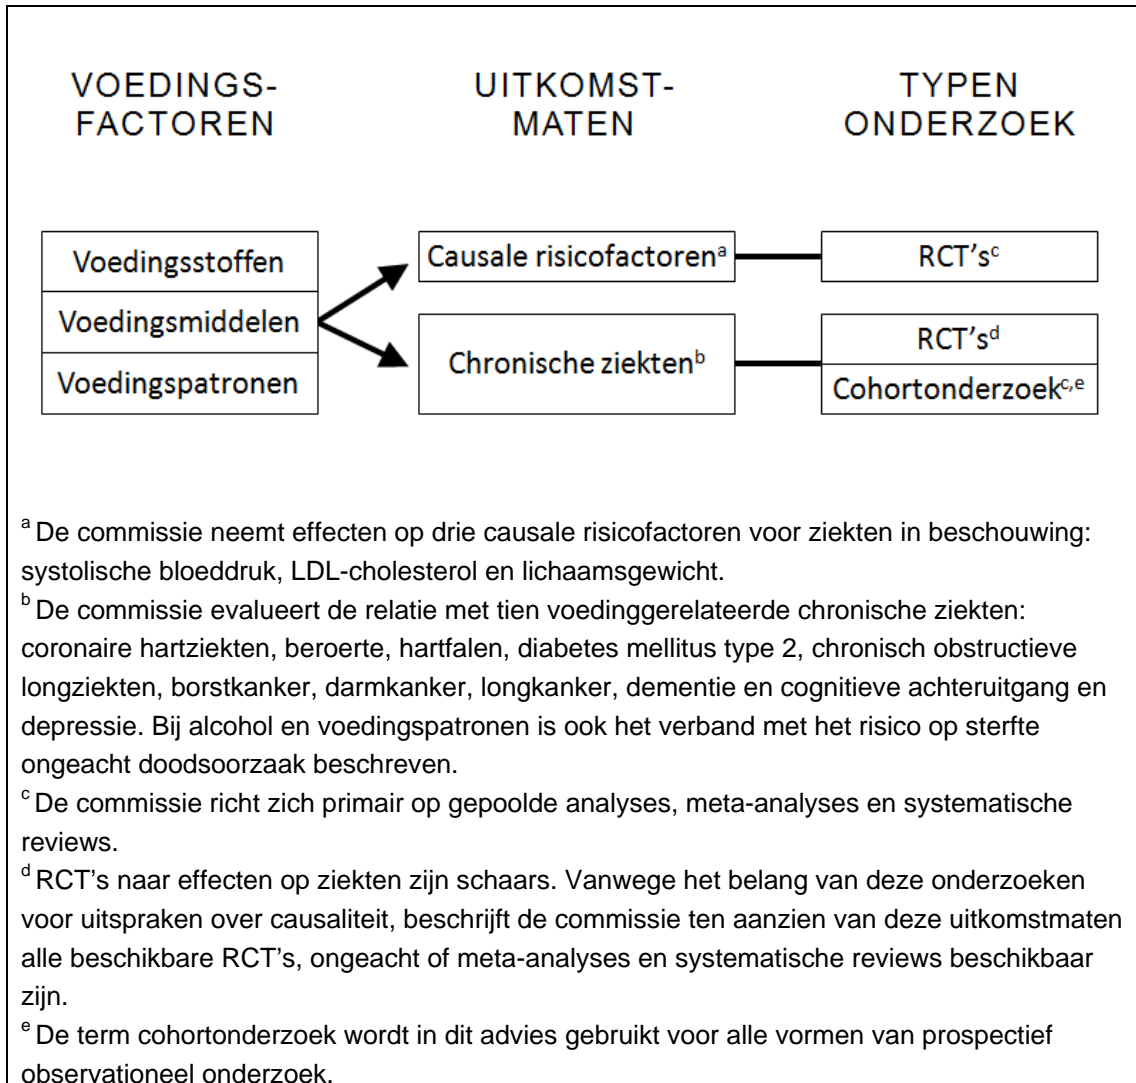 VOEDINGS-
FACTOREN
UITKOMST-
MATEN
TYPEN
ONDERZOEK
Voedingsstoffen
Voedingsmiddelen
Voedingspatronen
Causale risicofactorenᵃ
Chronische ziektenᵇ
RCT’sᶜ
RCT’sᵈ
Cohortonderzoekᶜ,ᵉ
ᵃ De commissie neemt effecten op drie causale risicofactoren voor ziekten in beschouwing:
systolische bloeddruk, LDL-cholesterol en lichaamsgewicht.
ᵇ De commissie evalueert de relatie met tien voedinggerelateerde chronische ziekten:
coronaire hartziekten, beroerte, hartfalen, diabetes mellitus type 2, chronisch obstructieve
longziekten, borstkanker, darmkanker, longkanker, dementie en cognitieve achteruitgang en
depressie. Bij alcohol en voedingspatronen is ook het verband met het risico op sterfte
ongeacht doodsoorzaak beschreven.
ᶜ De commissie richt zich primair op gepoolde analyses, meta-analyses en systematische
reviews.
ᵈ RCT’s naar effecten op ziekten zijn schaars. Vanwege het belang van deze onderzoeken
voor uitspraken over causaliteit, beschrijft de commissie ten aanzien van deze uitkomstmaten
alle beschikbare RCT’s, ongeacht of meta-analyses en systematische reviews beschikbaar
zijn.
ᵉ De term cohortonderzoek wordt in dit advies gebruikt voor alle vormen van prospectief
observationeel onderzoek.